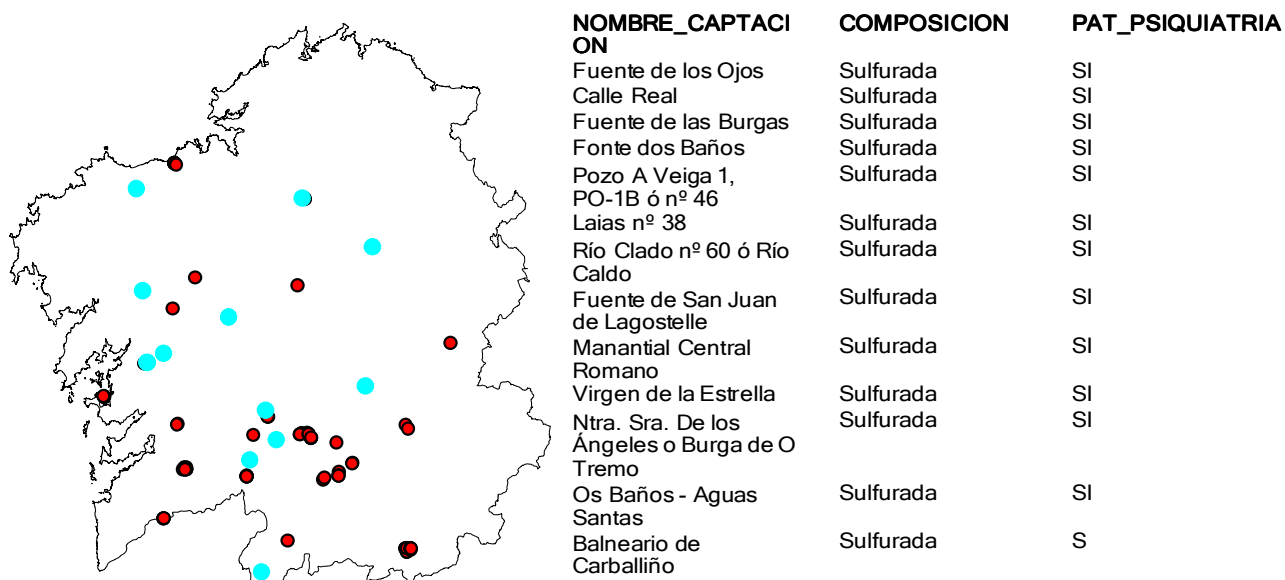 NOMBRE_CAPTACI COMPOSICION PAT_PSIQUIATRIA
ON
Fuente de los Ojos Sulfurada SI
Calle Real Sulfurada SI
Fuente de las Burgas Sulfurada SI
Fonte dos Baños Sulfurada SI
Pozo A Veiga 1, Sulfurada SI
PO-1B ó nº 46
Laias nº 38 Sulfurada SI
Río Clado nº 60 ó Río Sulfurada SI
Caldo
Fuente de San Juan Sulfurada SI
de Lagostelle
Manantial Central Sulfurada SI
Romano
Virgen de la Estrella Sulfurada SI
Ntra. Sra. De los Sulfurada SI
Ángeles o Burga de O
Tremo
Os Baños - Aguas Sulfurada SI
Santas
Balneario de Sulfurada S
Carballiño